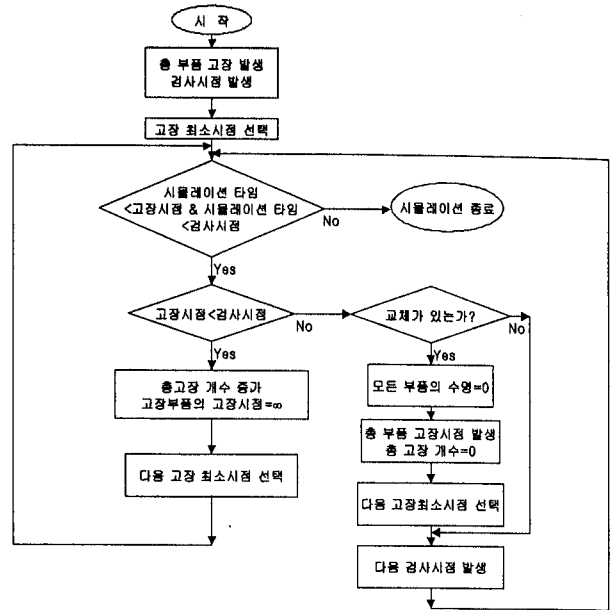 시 작
총 부품 고장 발생
검사시점 발생
고장 최소시점 선택
시뮬레이션 타임
<고장시점 & 시뮬레이션 타임
<검사시점
No
시뮬레이션 종료
Yes
고장시점<검사시점
No
교체가 있는가?
No
Yes
총고장 개수 증가
고장부품의 고장시점=∞
다음 고장 최소시점 선택
Yes
모든 부품의 수명=0
총 부품 고장시점 발생
총 고장 개수=0
다음 고장최소시점 선택
다음 검사시점 발생